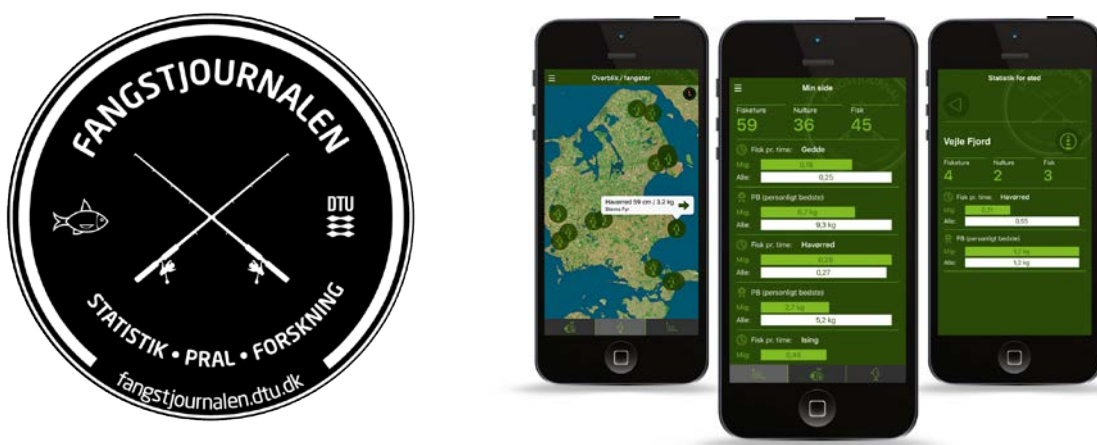 FANGSTJOURNALEN
DTU
STATISTIK • PRAL • FORSKNING
fangstjournalen.dtu.dk
Overblik / fangster
Havørred 59 cm / 3,2 kg
Stevns Fyr
Min side
Fisketure Nulture Fisk
59 36 45
Fisk pr. time: Gedde
Mig:
Alle: 0,25
PB (personligt bedste)
Mig: 6,7 kg
Alle: 9,3 kg
Fisk pr. time: Havørred
Mig: 0,28
Alle: 0,27
PB (personligt bedste)
Mig: 2,7 kg
Alle: 5,2 kg
Fisk pr. time: Ising
Mig: 0,45
Statistik for sted
Vejle Fjord
Fisketure Nulture Fisk
4 2 3
Fisk pr. time: Havørred
Mig:
Alle: 0,55
PB (personligt bedste)
Mig:
Alle: 1,3 kg